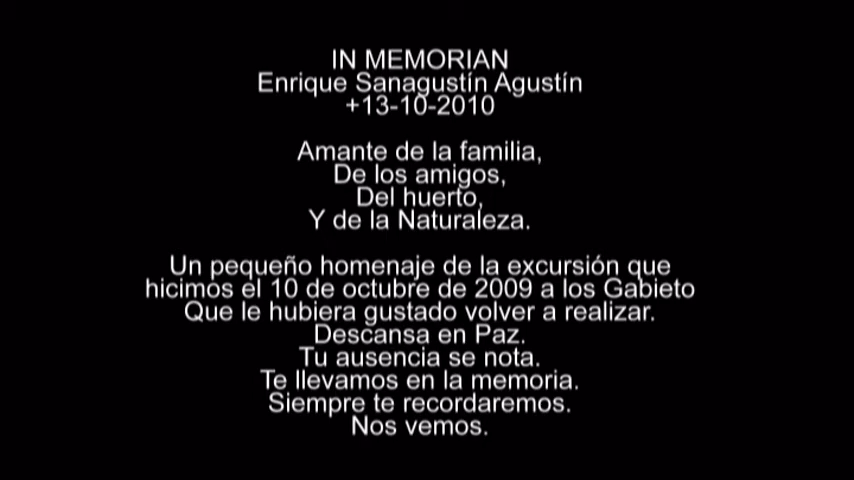 IN MEMORIAN
Enrique Sanagustín Agustín
+13-10-2010
Amante de la familia,
De los amigos,
Del huerto,
Y de la Naturaleza.
Un pequeño homenaje de la excursión que
hicimos el 10 de octubre de 2009 a los Gabieto
Que le hubiera gustado volver a realizar.
Descansa en Paz.
Tu ausencia se nota.
Te llevamos en la memoria.
Siempre te recordaremos.
Nos vemos.